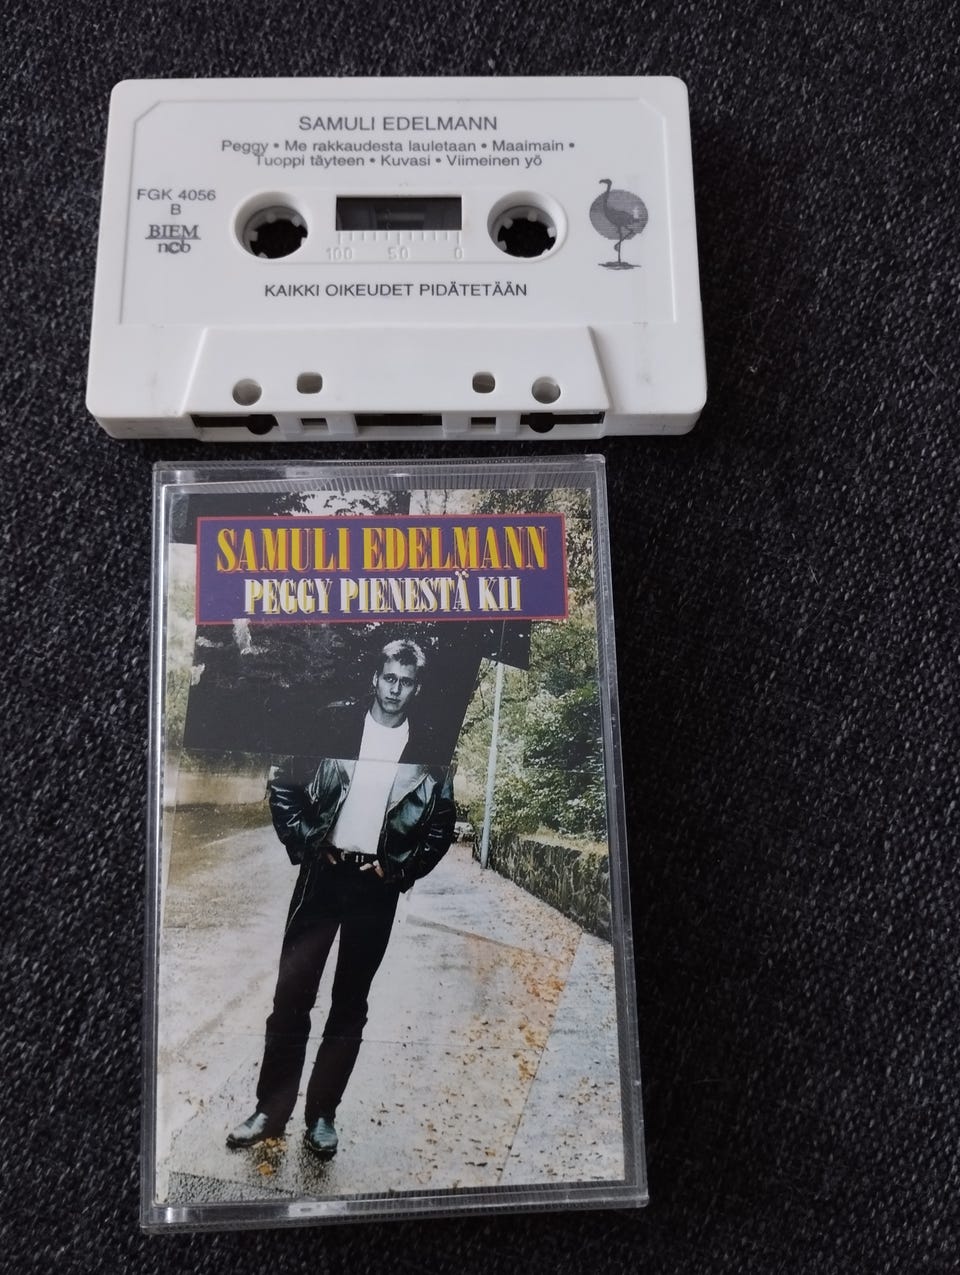 SAMULI EDELMANN
Peggy • Me rakkaudesta lauletaan • Maaimain •
Tuoppi täyteen • Kuvasi • Viimeinen yö
FGK 4056
B
BIEM
ncb
100 50 0
KAIKKI OIKEUDET PIDÄTETÄÄN
SAMULI EDELMANN
PEGGY PIENESTÄ KII